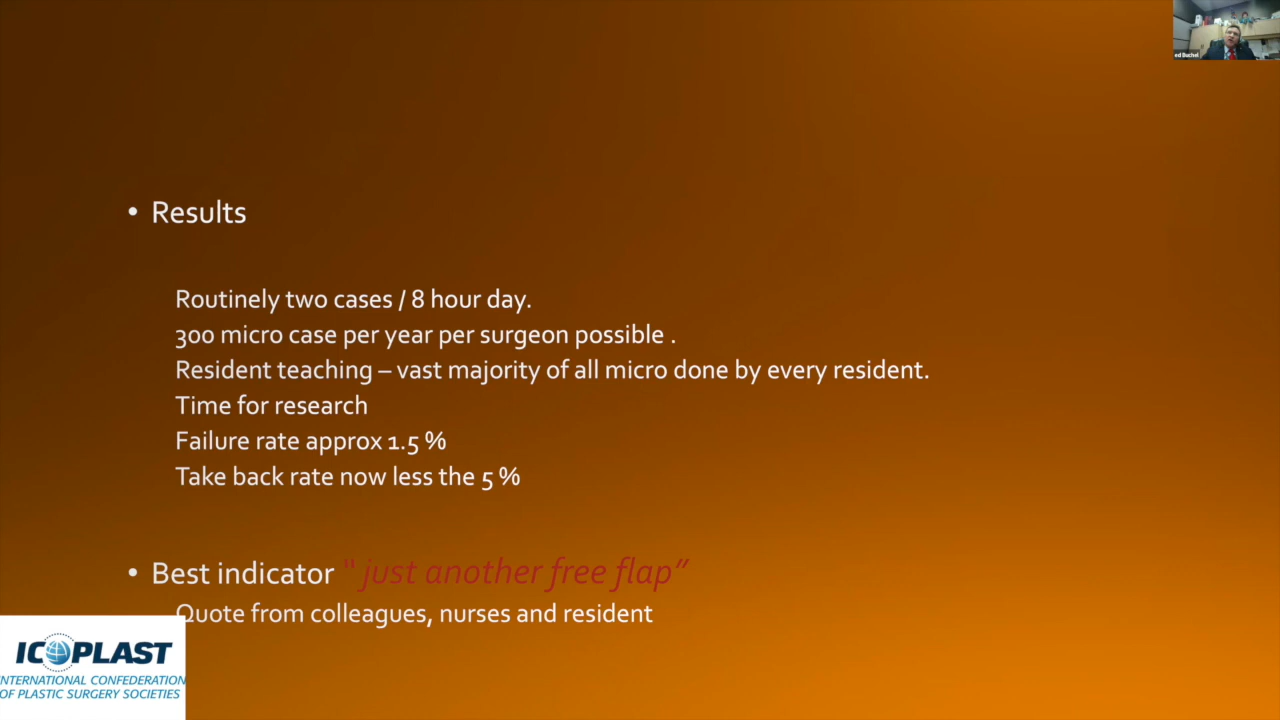 ed Buchel
• Results
Routinely two cases / 8 hour day.
300 micro case per year per surgeon possible .
Resident teaching – vast majority of all micro done by every resident.
Time for research
Failure rate approx 1.5 %
Take back rate now less the 5 %
• Best indicator “ just another free flap”
Quote from colleagues, nurses and resident
ICOPLAST
INTERNATIONAL CONFEDERATION
OF PLASTIC SURGERY SOCIETIES